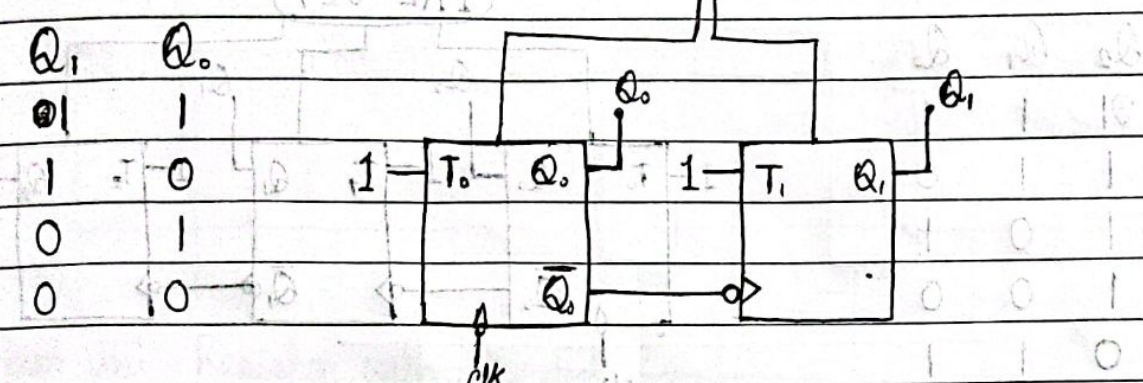 Q₁ Q₀
1 1
1 0
0 1
0 0
Q₀
Q₁
1 T₀ Q₀
1 T₁ Q₁
Q̅₀
clk